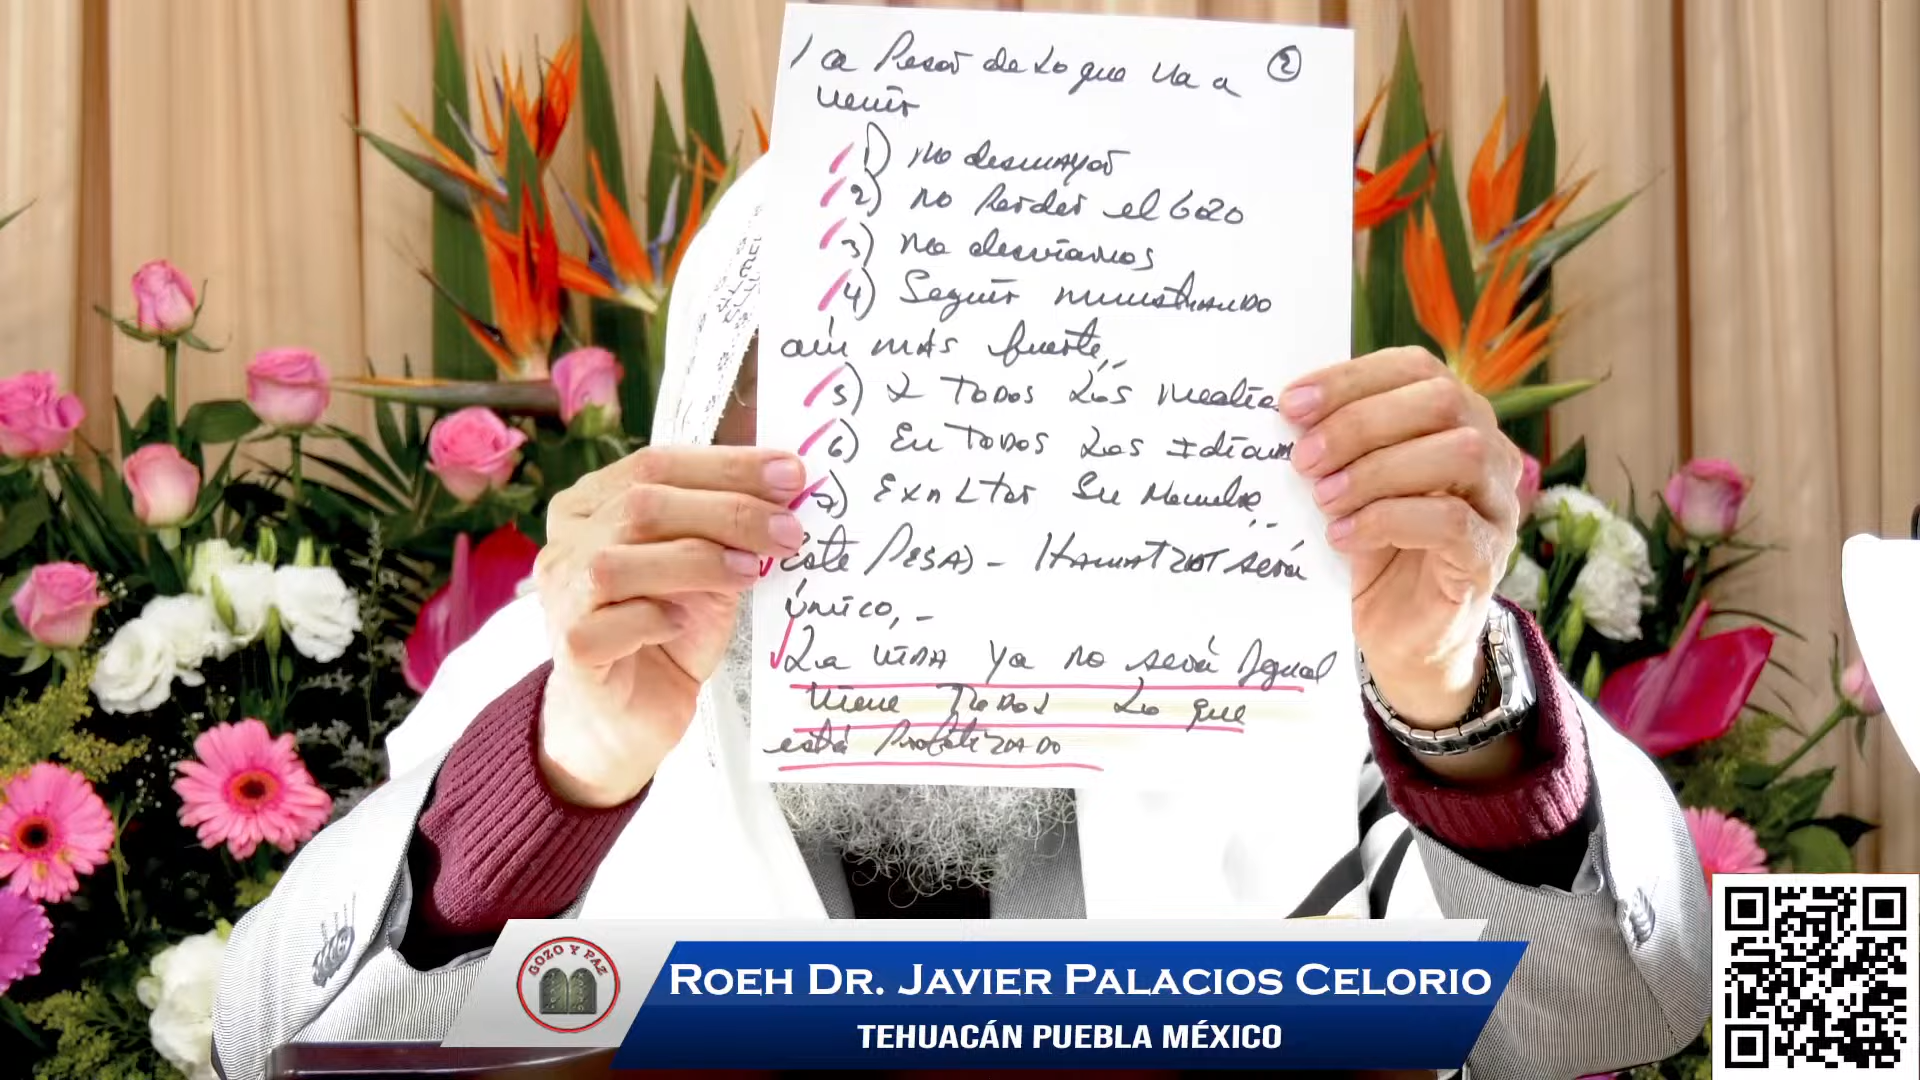 1 a Pesar de Lo que va a ②
venir
1) no desmayar
2) no Perder el Gozo
3) no desviarnos
4) Seguir ministrando
aún más fuerte,
5) X Todos Los Medios
6) En Todos Los Idiomas
7) Exaltar Su Nombre
Este PESAJ - HAMATZOT será
único,-
La vida ya no será Igual
viene Todo Lo que
está Profetizado
GOZO Y PAZ
ROEH DR. JAVIER PALACIOS CELORIO
TEHUACÁN PUEBLA MÉXICO